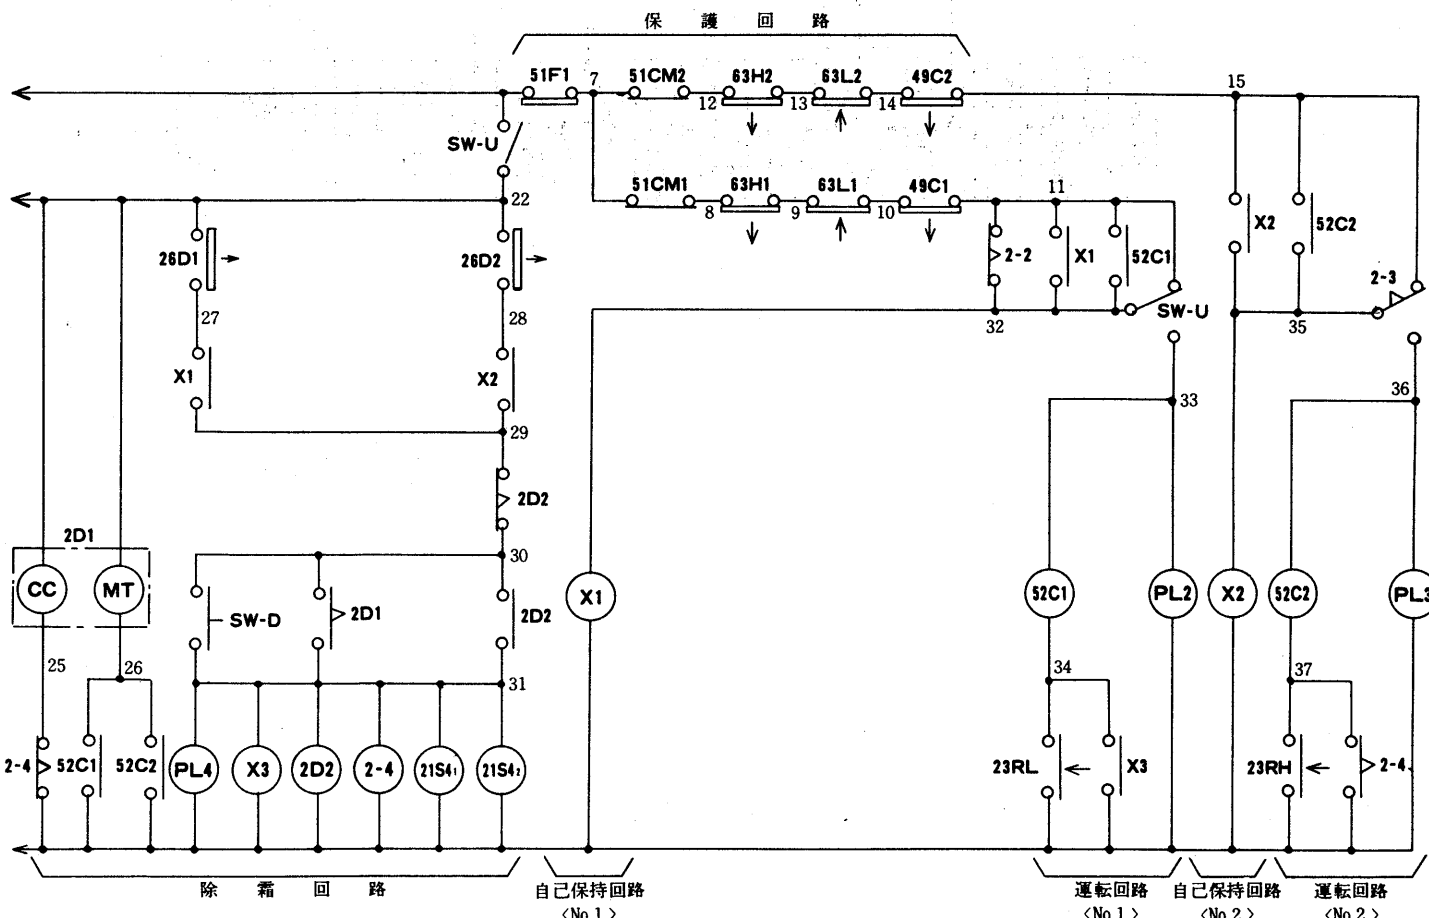 保護回路
51F1 7 51CM2 63H2 63L2 49C2 15
12 13 14
SW-U
51CM1 63H1 63L1 49C1 11
22 8 9 10
26D1 26D2 2-2 X1 52C1 X2 52C2
2-3
27 28 32 SW-U 35
X1 X2
36
33
29
2D2
2D1
30
CC MT SW-D 2D1 2D2 X1 52C1 PL2 X2 52C2 PL3
25 26 31 34 37
2-4 52C1 52C2 PL4 X3 2D2 2-4 21S4₁ 21S4₂ 23RL X3 23RH 2-4
除霜回路 自己保持回路 運転回路 自己保持回路 運転回路
〈No.1〉 〈No.1〉 〈No.2〉 〈No.2〉